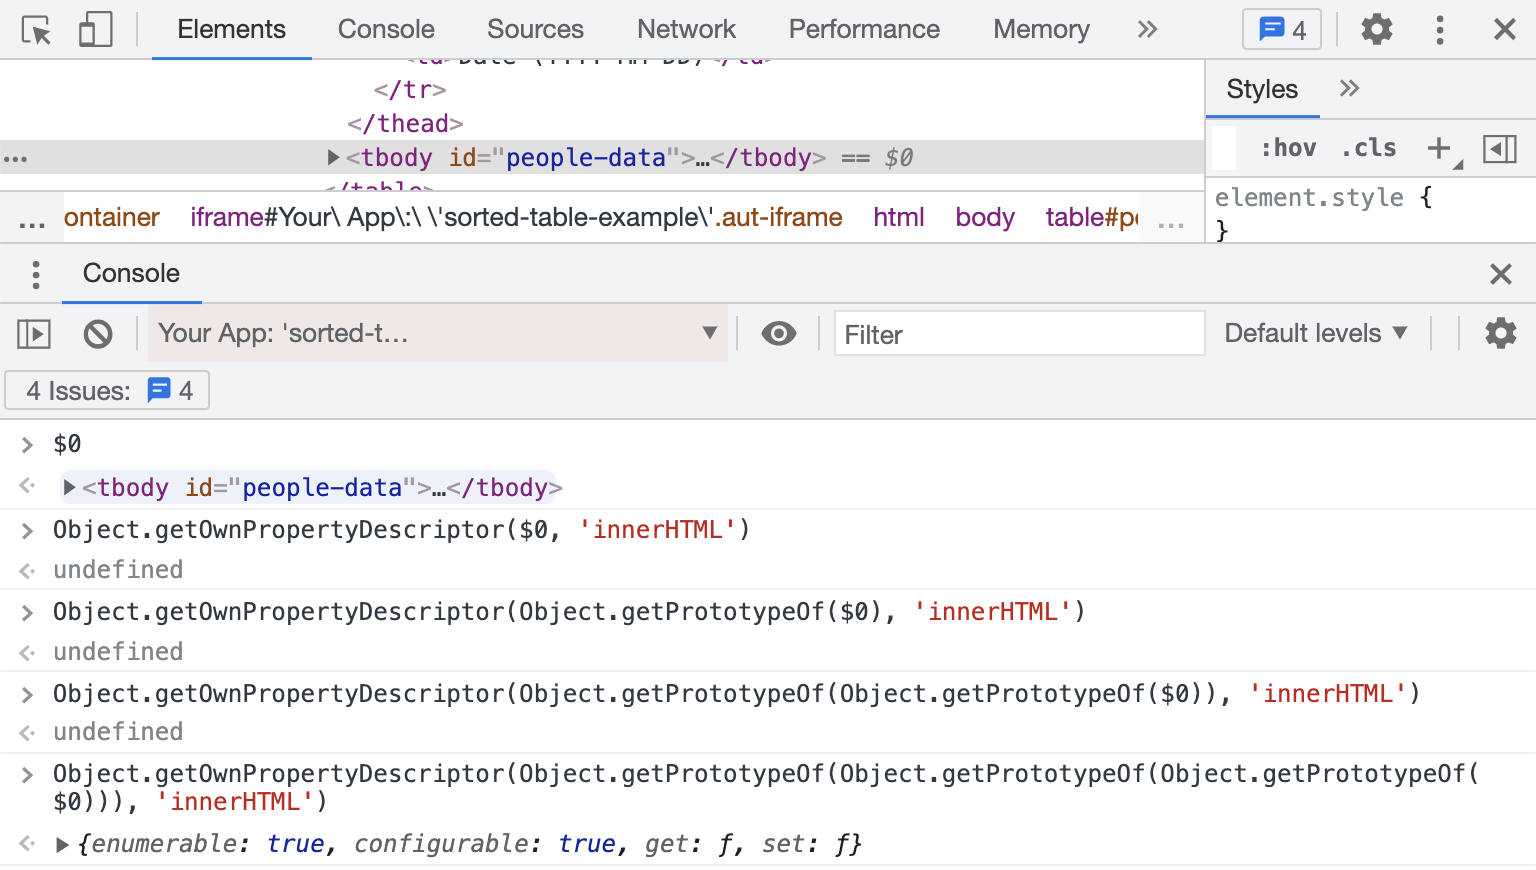 Elements Console Sources Network Performance Memory » 4
</tr>
</thead>
<tbody id="people-data">…</tbody> == $0
Styles »
:hov .cls +
element.style {
}
... ontainer iframe#Your\ App\:\ \'sorted-table-example\'.aut-iframe html body table#pe ...
Console
Your App: 'sorted-t… Filter Default levels
4 Issues: 4
> $0
<tbody id="people-data">…</tbody>
> Object.getOwnPropertyDescriptor($0, 'innerHTML')
undefined
> Object.getOwnPropertyDescriptor(Object.getPrototypeOf($0), 'innerHTML')
undefined
> Object.getOwnPropertyDescriptor(Object.getPrototypeOf(Object.getPrototypeOf($0)), 'innerHTML')
undefined
> Object.getOwnPropertyDescriptor(Object.getPrototypeOf(Object.getPrototypeOf(Object.getPrototypeOf(
$0))), 'innerHTML')
{enumerable: true, configurable: true, get: ƒ, set: ƒ}